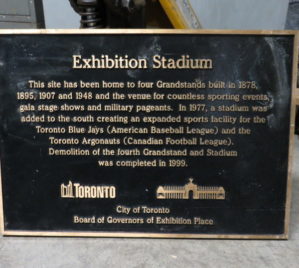 Exhibition Stadium
This site has been home to four Grandstands built in 1878,
1895, 1907 and 1948 and the venue for countless sporting events,
gala stage shows and military pageants. In 1977, a stadium was
added to the south creating an expanded sports facility for the
Toronto Blue Jays (American Baseball League) and the
Toronto Argonauts (Canadian Football League).
Demolition of the fourth Grandstand and Stadium
was completed in 1999.
TORONTO
City of Toronto
Board of Governors of Exhibition Place